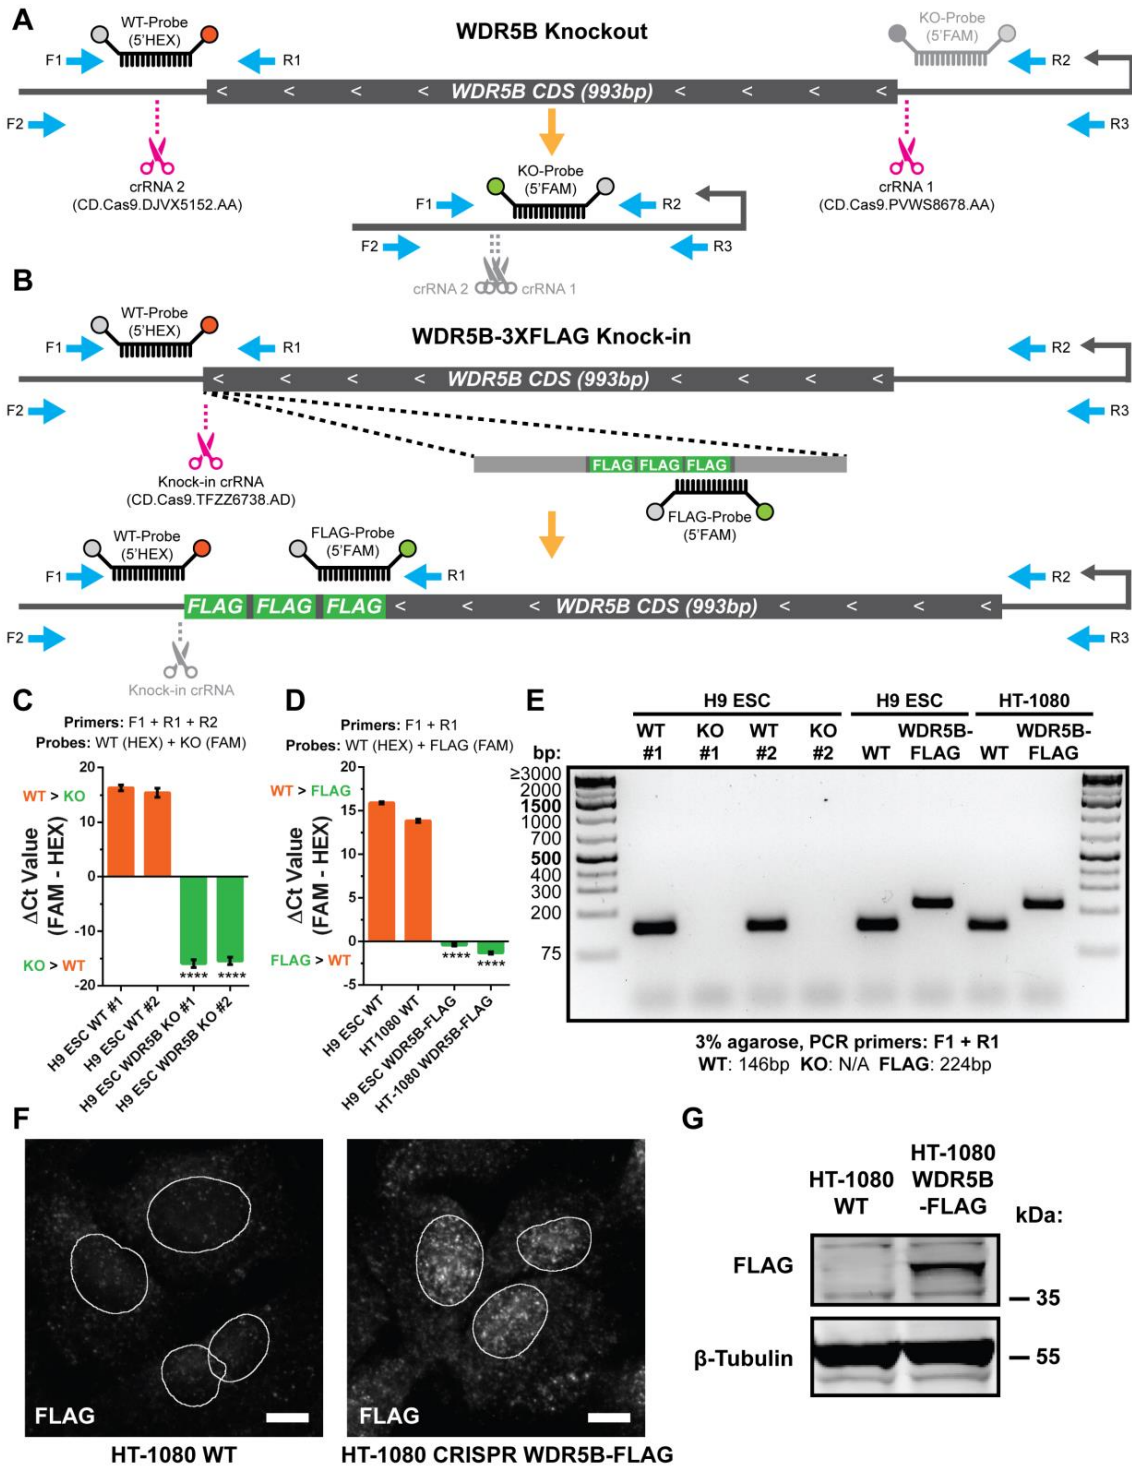 A
WDR5B Knockout
WT-Probe
(5'HEX)
KO-Probe
(5'FAM)
F1
R1
R2
< < < < WDR5B CDS (993bp) < < < <
F2
R3
crRNA 2
(CD.Cas9.DJVX5152.AA)
KO-Probe
(5'FAM)
crRNA 1
(CD.Cas9.PVWS8678.AA)
F1
R2
F2
R3
crRNA 2
crRNA 1
B
WDR5B-3XFLAG Knock-in
WT-Probe
(5'HEX)
F1
R1
R2
< < < < WDR5B CDS (993bp) < < < <
F2
R3
Knock-in crRNA
(CD.Cas9.TFZZ6738.AD)
FLAG FLAG FLAG
FLAG-Probe
(5'FAM)
WT-Probe
(5'HEX)
FLAG-Probe
(5'FAM)
F1
R1
R2
FLAG FLAG FLAG < < < WDR5B CDS (993bp) < < < <
F2
R3
Knock-in crRNA
C
Primers: F1 + R1 + R2
Probes: WT (HEX) + KO (FAM)
20
10
0
-10
-20
WT > KO
ΔCt Value
(FAM - HEX)
KO > WT
**** ****
H9 ESC WT #1
H9 ESC WT #2
H9 ESC WDR5B KO #1
H9 ESC WDR5B KO #2
D
Primers: F1 + R1
Probes: WT (HEX) + FLAG (FAM)
20
15
10
5
0
-5
WT > FLAG
ΔCt Value
(FAM - HEX)
FLAG > WT
**** ****
H9 ESC WT
HT1080 WT
H9 ESC WDR5B-FLAG
HT-1080 WDR5B-FLAG
E
H9 ESC
H9 ESC
HT-1080
WT #1
KO #1
WT #2
KO #2
WT
WDR5B-FLAG
WT
WDR5B-FLAG
bp:
≥3000
2000
1500
1000
700
500
400
300
200
75
3% agarose, PCR primers: F1 + R1
WT: 146bp KO: N/A FLAG: 224bp
F
FLAG
FLAG
HT-1080 WT
HT-1080 CRISPR WDR5B-FLAG
G
HT-1080
WT
HT-1080
WDR5B
-FLAG
kDa:
FLAG
35
β-Tubulin
55